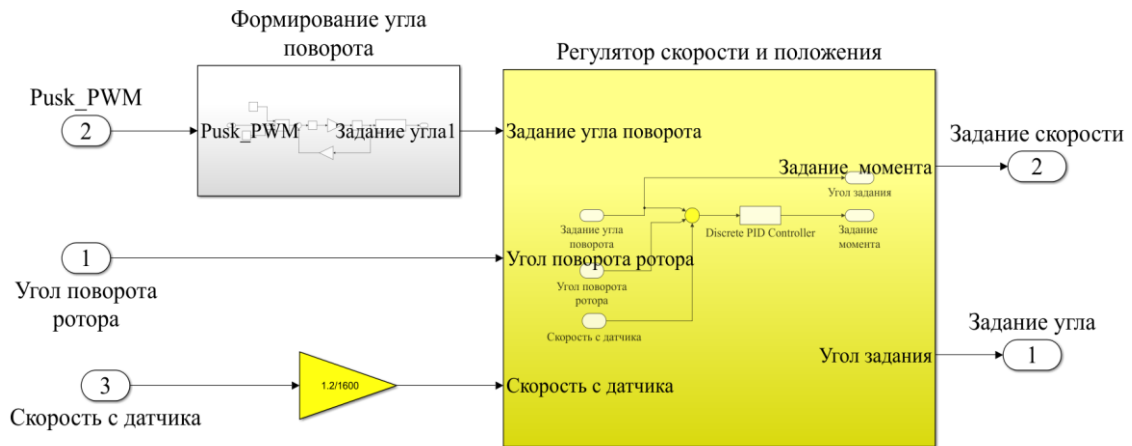 Формирование угла
поворота
Регулятор скорости и положения
Pusk_PWM
2
Pusk_PWM
Задание угла1
Задание угла поворота
Задание скорости
2
Задание момента
Угол задания
Задание угла
поворота
Discrete PID Controller
Задание
момента
1
Угол поворота
ротора
Угол поворота ротора
Угол поворота
ротора
Скорость с датчика
Задание угла
1
Угол задания
3
Скорость с датчика
1.2/1600
Скорость с датчика